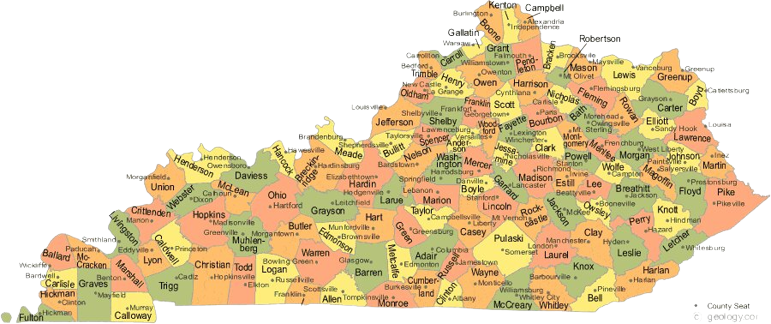 Kenton
Campbell
Burlington
Alexandria
Boone
Independence
Gallatin
Warsaw
Grant
Robertson
Carrollton
Carroll
Williamstown
Falmouth
Pendleton
Bracken
Brooksville
Mason
Maysville
Bedford
Trimble
Owenton
Owen
Mt Olivet
Lewis
Vanceburg
Greenup
Greenup
New Castle
Henry
Harrison
Cynthiana
Nicholas
Flemingsburg
Fleming
Grayson
Carter
Boyd
Catlettsburg
La Grange
Oldham
Frankfort
Franklin
Scott
Georgetown
Carlisle
Paris
Bourbon
Bath
Rowan
Morehead
Owingsville
Elliott
Sandy Hook
Lawrence
Louisa
Louisville
Jefferson
Shelbyville
Shelby
Lawrenceburg
Versailles
Woodford
Fayette
Lexington
Winchester
Clark
Mt. Sterling
Montgomery
Menifee
Frenchburg
West Liberty
Morgan
Johnson
Paintsville
Martin
Inez
Brandenburg
Shepherdsville
Taylorsville
Spencer
Anderson
Bullitt
Hawesville
Hardinsburg
Meade
Nelson
Bardstown
Washington
Mercer
Harrodsburg
Jessamine
Nicholasville
Richmond
Madison
Stanton
Powell
Wolfe
Campton
Magoffin
Salyersville
Prestonsburg
Floyd
Pikeville
Pike
Henderson
Henderson
Owensboro
Daviess
Hancock
Breckinridge
Elizabethtown
Hardin
Hodgenville
Larue
Springfield
Danville
Boyle
Lancaster
Garrard
Irvine
Estill
Beattyville
Lee
Jackson
Breathitt
Jackson
Morganfield
Union
Webster
Dixon
Calhoun
McLean
Ohio
Hartford
Leitchfield
Grayson
Lebanon
Marion
Stanford
Lincoln
McKee
Owsley
Booneville
Knott
Hindman
Marion
Crittenden
Hopkins
Madisonville
Greenville
Muhlenberg
Morgantown
Butler
Hart
Munfordville
Brownsville
Edmonson
Green
Greensburg
Taylor
Campbellsville
Liberty
Casey
Mt Vernon
Rockcastle
Perry
Hazard
Letcher
Whitesburg
Livingston
Smithland
Lyon
Eddyville
Caldwell
Princeton
Christian
Hopkinsville
Todd
Elkton
Logan
Russellville
Warren
Bowling Green
Glasgow
Barren
Metcalfe
Edmonton
Adair
Columbia
Russell
Jamestown
Pulaski
Somerset
London
Laurel
Clay
Manchester
Hyden
Leslie
Ballard
Wickliffe
Paducah
McCracken
Bardwell
Carlisle
Benton
Marshall
Trigg
Cadiz
Simpson
Franklin
Scottsville
Allen
Tompkinsville
Monroe
Burkesville
Cumberland
Clinton
Albany
Wayne
Monticello
Whitley City
McCreary
Williamsburg
Whitley
Barbourville
Knox
Pineville
Bell
Harlan
Harlan
Hickman
Clinton
Graves
Mayfield
Murray
Calloway
Hickman
Fulton
County Seat
c geology.com